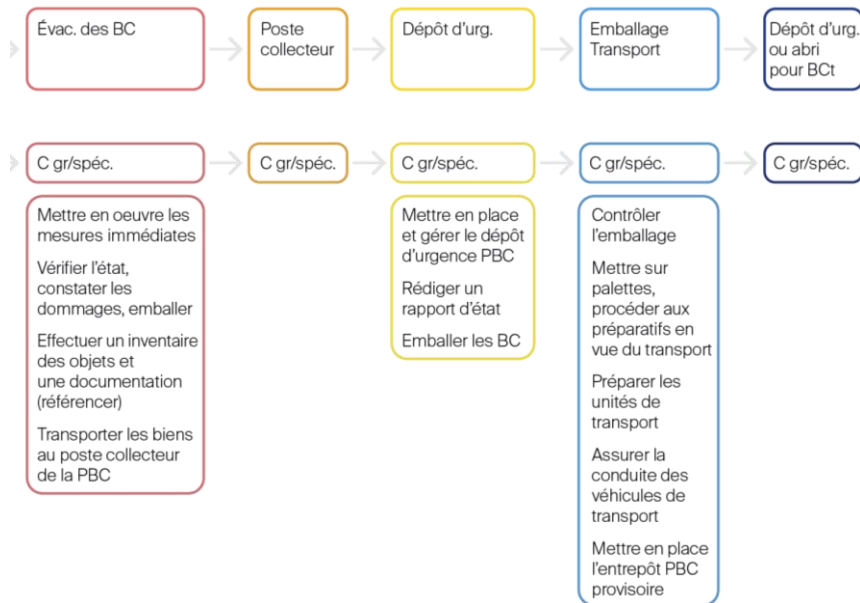 Évac. des BC
Poste
collecteur
Dépôt d'urg.
Emballage
Transport
Dépôt d'urg.
ou abri
pour BCt
C gr/spéc.
C gr/spéc.
C gr/spéc.
C gr/spéc.
C gr/spéc.
Mettre en oeuvre les
mesures immédiates
Vérifier l'état,
constater les
dommages, emballer
Effectuer un inventaire
des objets et
une documentation
(référencer)
Transporter les biens
au poste collecteur
de la PBC
Mettre en place
et gérer le dépôt
d'urgence PBC
Rédiger un
rapport d'état
Emballer les BC
Contrôler
l'emballage
Mettre sur
palettes,
procéder aux
préparatifs en
vue du transport
Préparer les
unités de
transport
Assurer la
conduite des
véhicules de
transport
Mettre en place
l'entrepôt PBC
provisoire